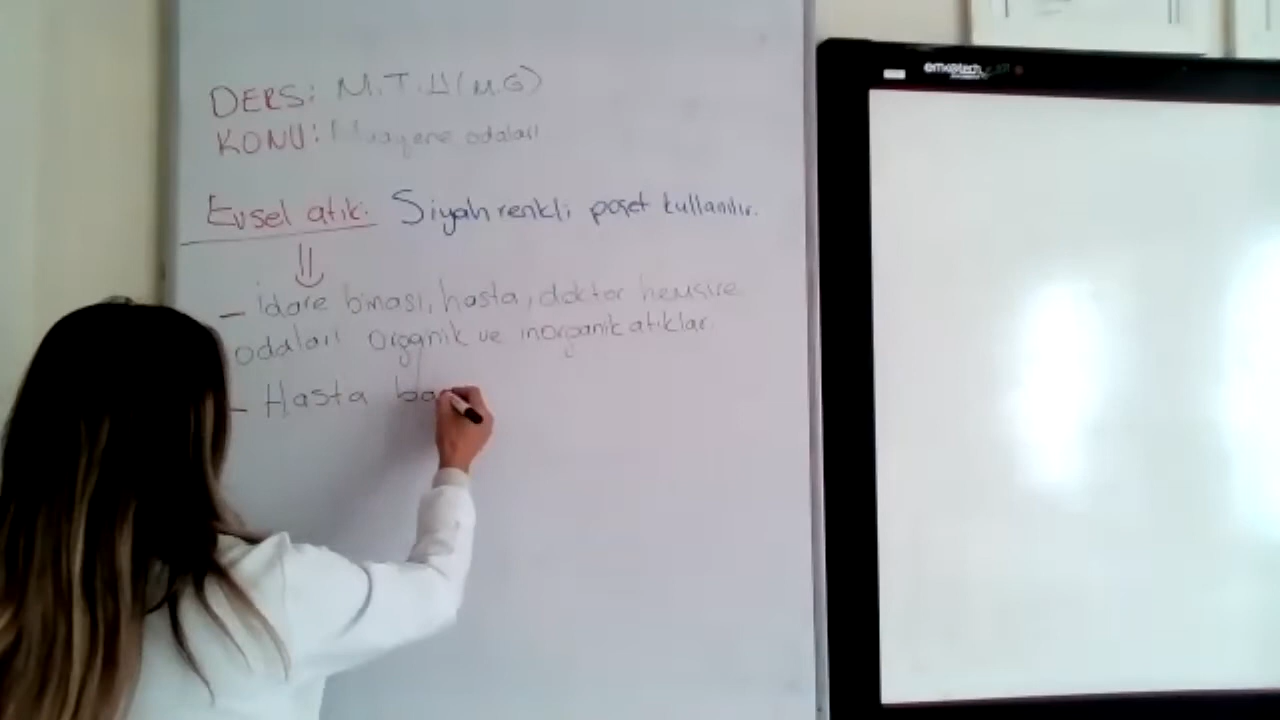 DERS: M.T.U(M.G)
KONU: Muayene odaları
Evsel atık: Siyah renkli poşet kullanılır.
- İdare binası, hasta, doktor hemşire
odaları organik ve inorganik atıklar.
- Hasta ba
emkotech